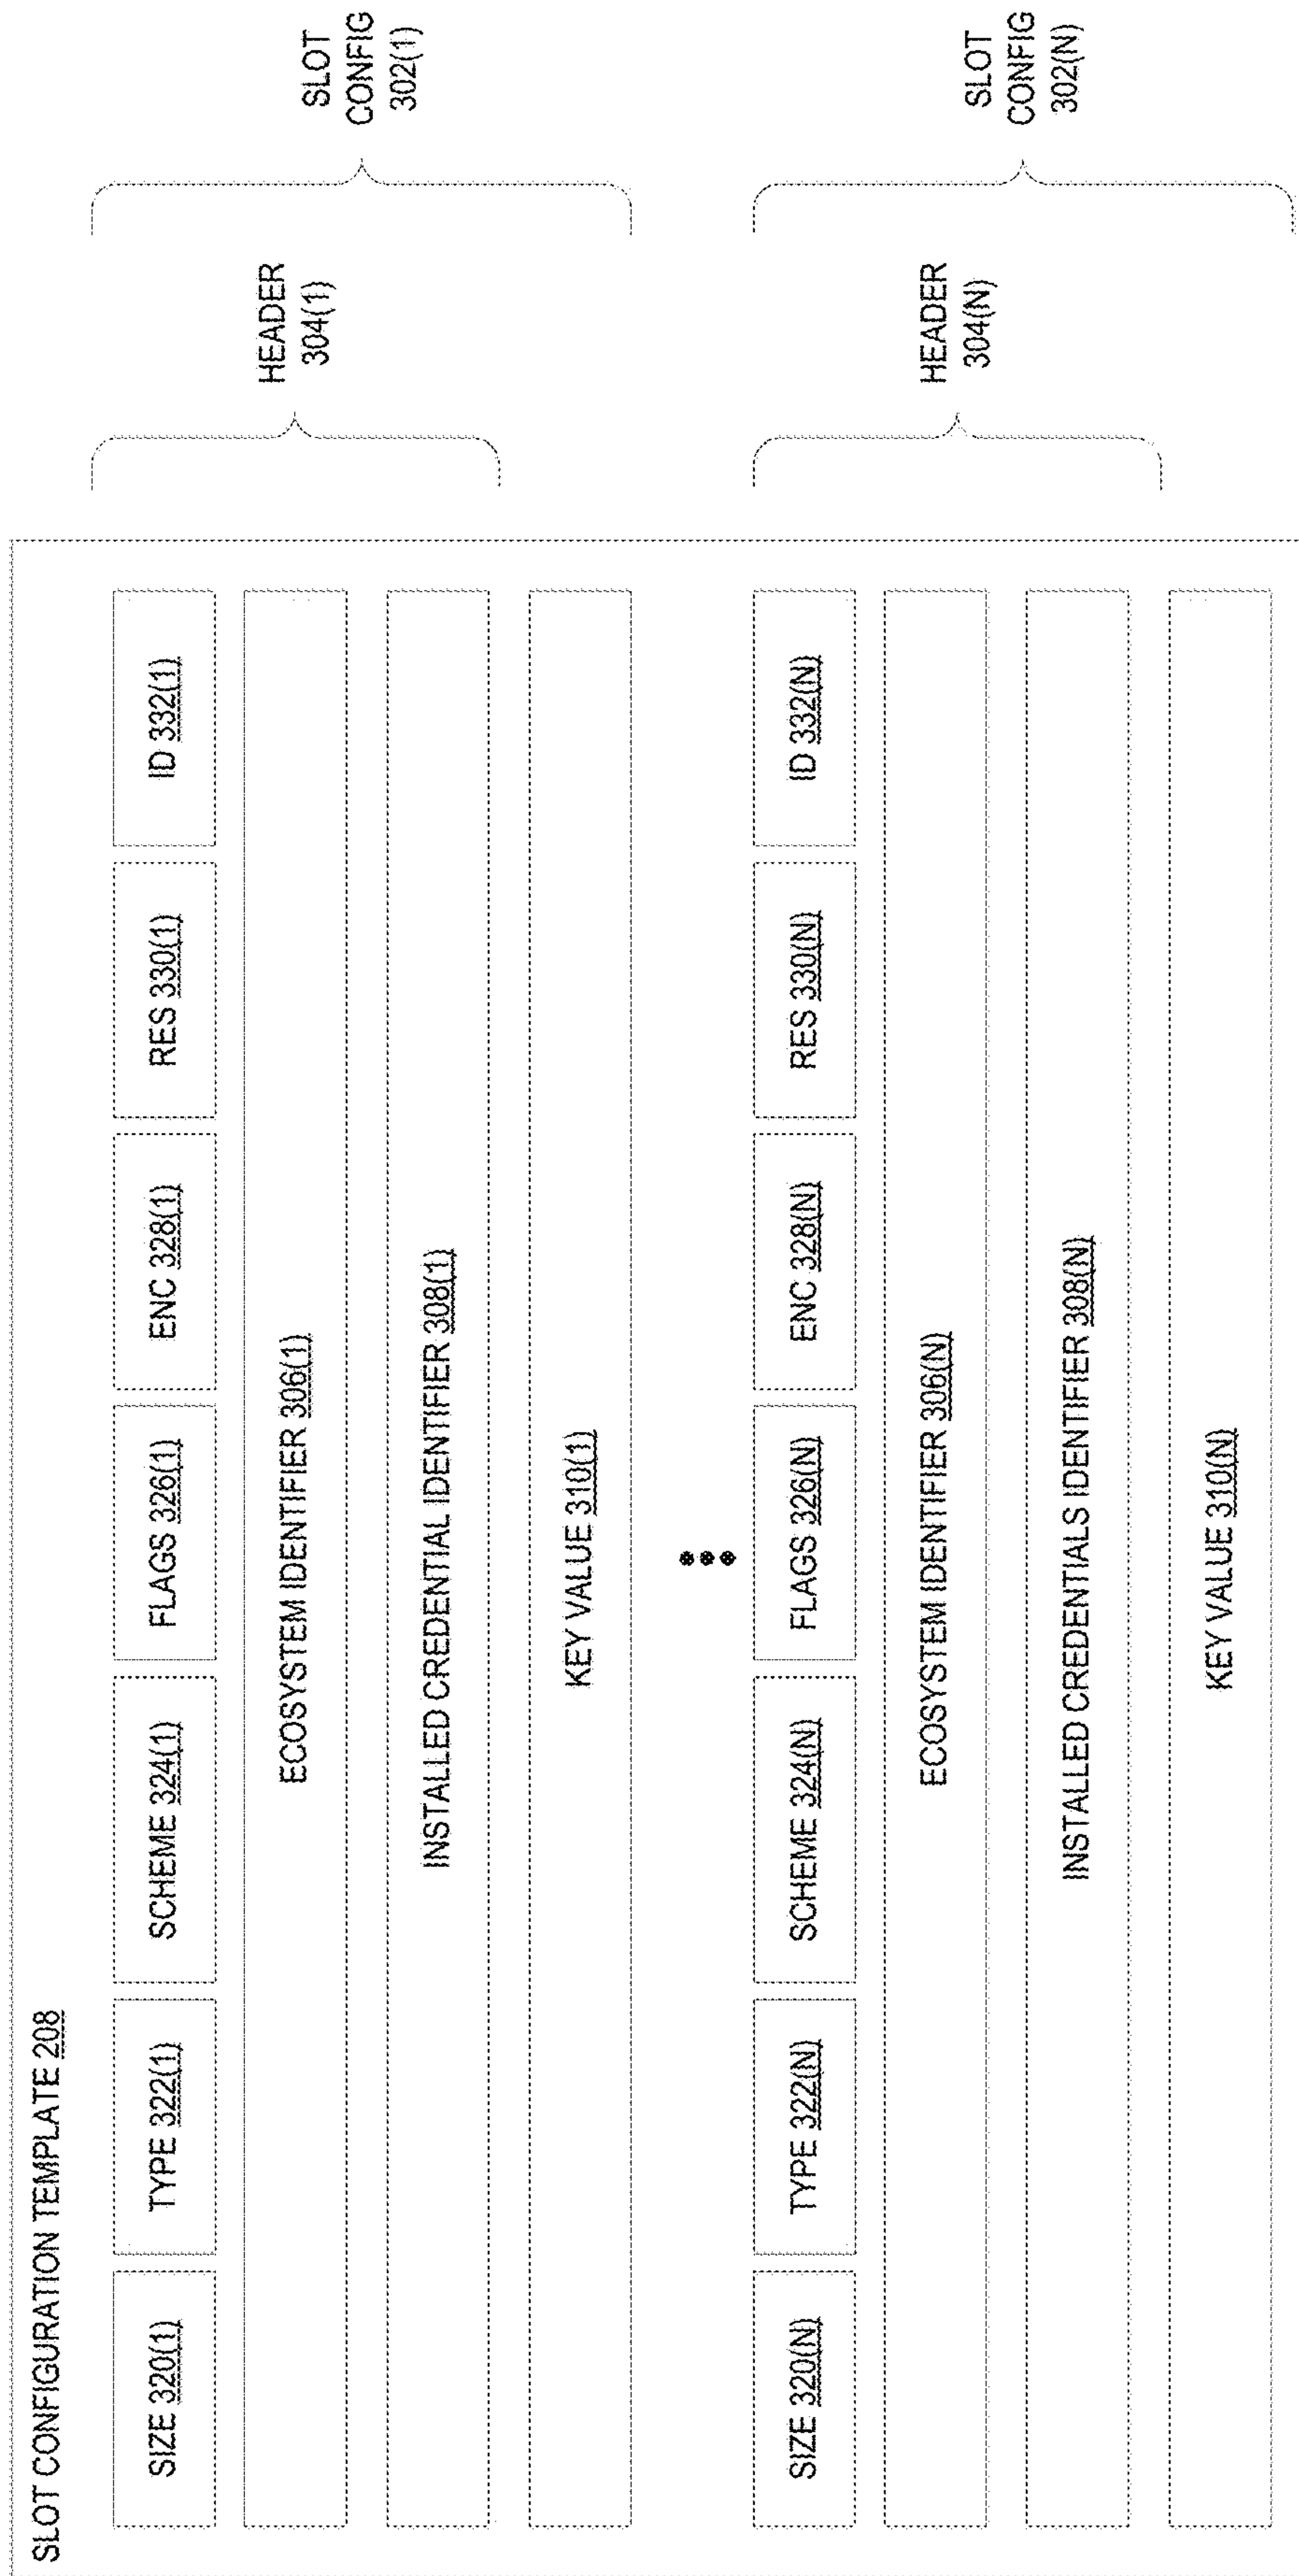 SLOT CONFIGURATION TEMPLATE 208
SIZE 320(1)
TYPE 322(1)
SCHEME 324(1)
FLAGS 326(1)
ENC 328(1)
RES 330(1)
ID 332(1)
ECOSYSTEM IDENTIFIER 306(1)
INSTALLED CREDENTIAL IDENTIFIER 308(1)
KEY VALUE 310(1)
HEADER
304(1)
SLOT
CONFIG
302(1)
SIZE 320(N)
TYPE 322(N)
SCHEME 324(N)
FLAGS 326(N)
ENC 328(N)
RES 330(N)
ID 332(N)
ECOSYSTEM IDENTIFIER 306(N)
INSTALLED CREDENTIALS IDENTIFIER 308(N)
KEY VALUE 310(N)
HEADER
304(N)
SLOT
CONFIG
302(N)